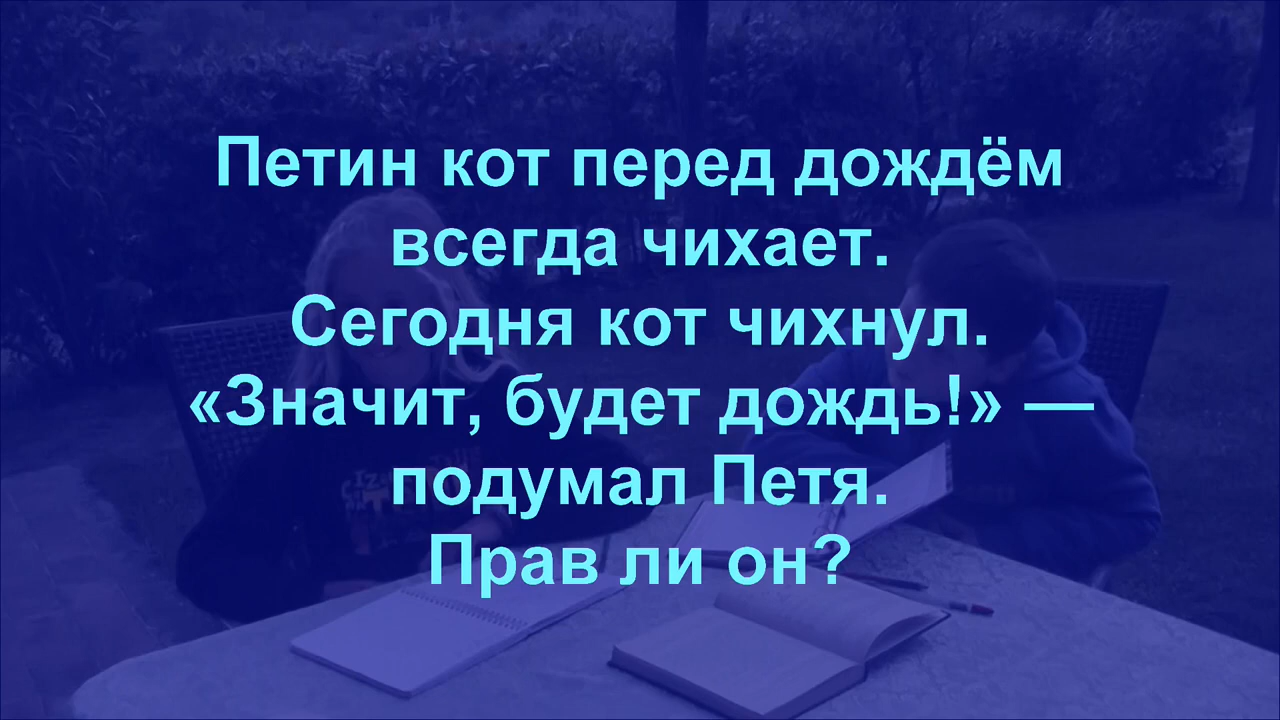 Петин кот перед дождём
всегда чихает.
Сегодня кот чихнул.
«Значит, будет дождь!» —
подумал Петя.
Прав ли он?